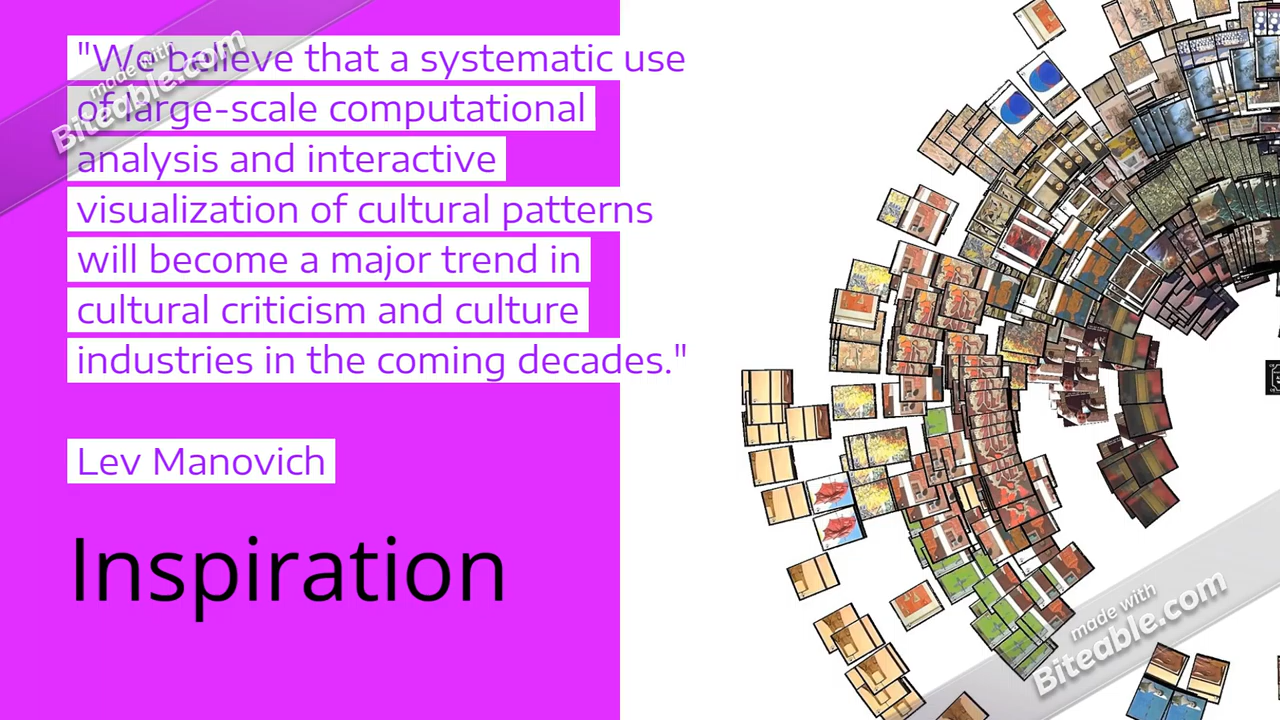 "We believe that a systematic use
of large-scale computational
analysis and interactive
visualization of cultural patterns
will become a major trend in
cultural criticism and culture
industries in the coming decades."
Lev Manovich
Inspiration
made with
Biteable.com
made with
Biteable.com